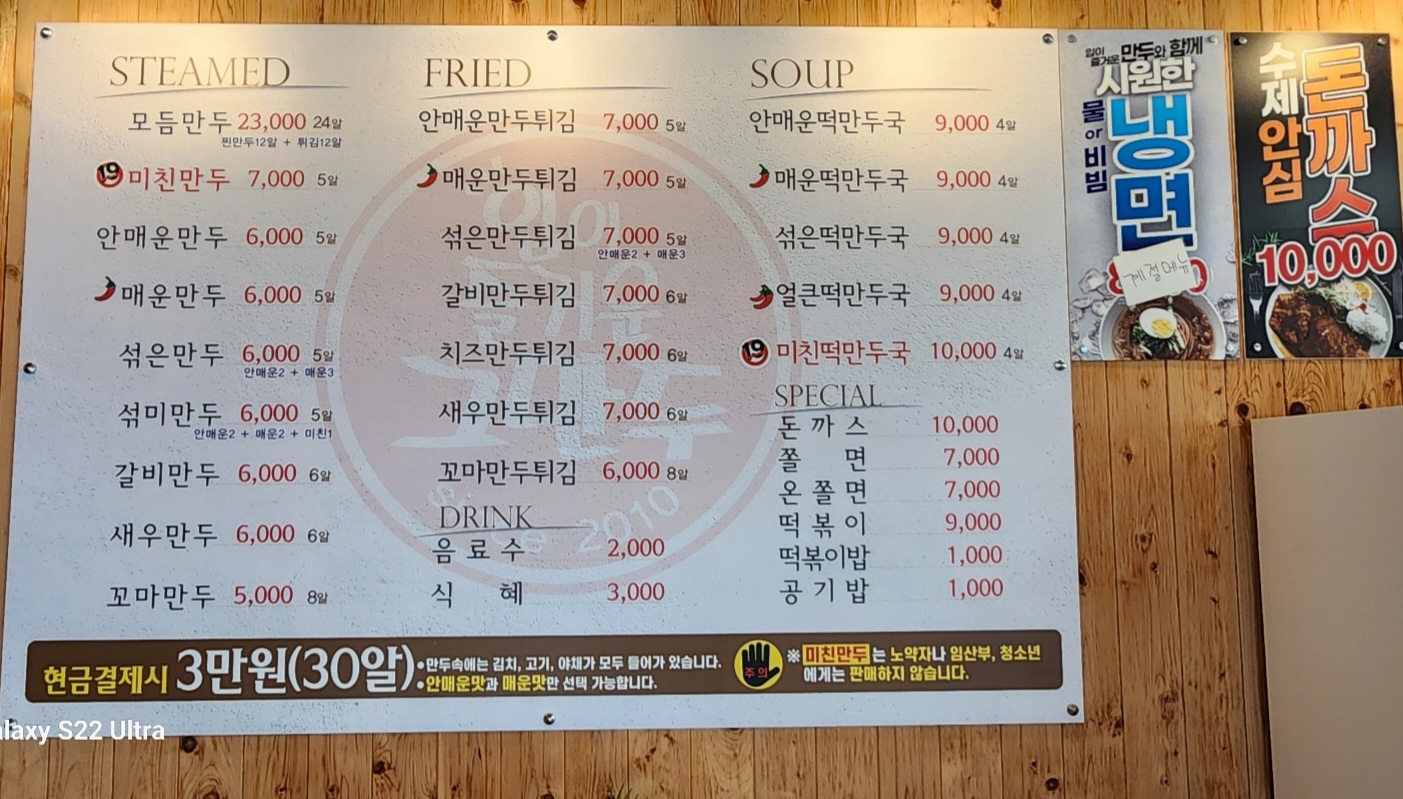 STEAMED
모듬만두 23,000 24알
찐만두12알 + 튀김12알
19 미친만두 7,000 5알
안매운만두 6,000 5알
매운만두 6,000 5알
섞은만두 6,000 5알
안매운2 + 매운3
섞미만두 6,000 5알
안매운2 + 매운2 + 미친1
갈비만두 6,000 6알
새우만두 6,000 6알
꼬마만두 5,000 8알
FRIED
안매운만두튀김 7,000 5알
매운만두튀김 7,000 5알
섞은만두튀김 7,000 5알
안매운2 + 매운3
갈비만두튀김 7,000 6알
치즈만두튀김 7,000 6알
새우만두튀김 7,000 6알
꼬마만두튀김 6,000 8알
DRINK
음료수 2,000
식혜 3,000
SOUP
안매운떡만두국 9,000 4알
매운떡만두국 9,000 4알
섞은떡만두국 9,000 4알
얼큰떡만두국 9,000 4알
19 미친떡만두국 10,000 4알
SPECIAL
돈까스 10,000
쫄면 7,000
온쫄면 7,000
떡볶이 9,000
떡볶이밥 1,000
공기밥 1,000
입이
즐거운
고만두
since 2010
현금결제시 3만원(30알)
•만두속에는 김치, 고기, 야채가 모두 들어가 있습니다.
•안매운맛과 매운맛만 선택 가능합니다.
주의
※ 미친만두는 노약자나 임산부, 청소년
에게는 판매하지 않습니다.
입이
즐거운 만두와 함께
시원한
물or비빔
냉면
계절메뉴
수제안심
돈까스
10,000
alaxy S22 Ultra